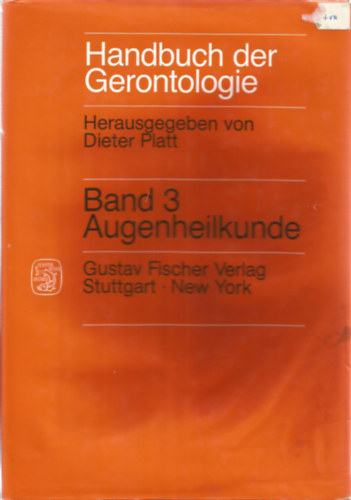 Handbuch der
Gerontologie
Herausgegeben von
Dieter Platt
Band 3
Augenheilkunde
Gustav Fischer Verlag
Stuttgart · New York